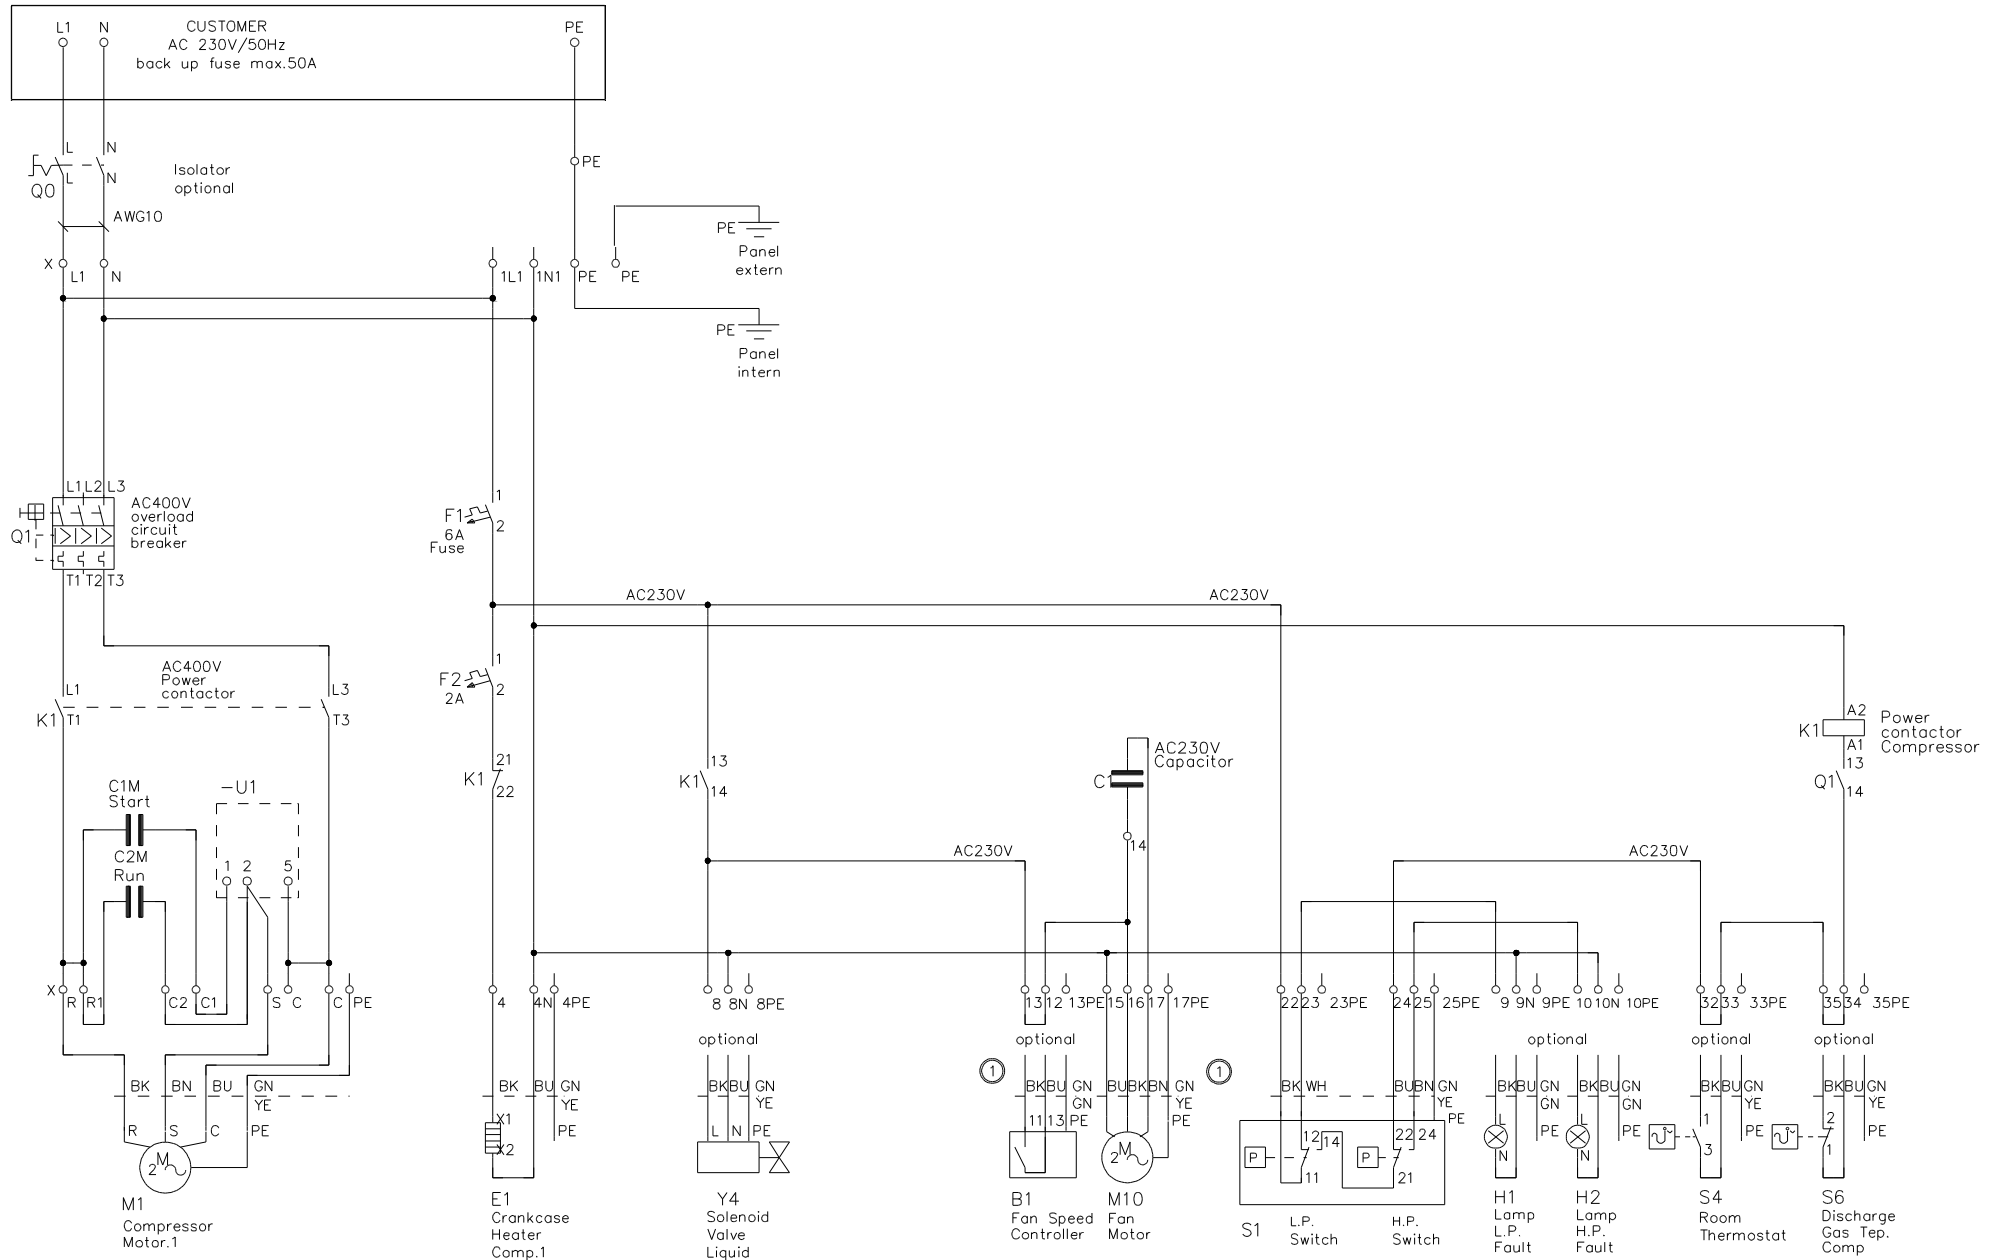 L1 N CUSTOMER PE
AC 230V/50Hz
back up fuse max.50A
L N
PE
Isolator
L N
Q0 optional
AWG10
PE
Panel
extern
X L1 N 1L1 1N1 PE PE
PE
Panel
intern
L1 L2 L3
AC400V
overload
circuit
breaker
Q1
T1 T2 T3
1
F1
2
6A
Fuse
AC230V AC230V
1
F2
2
2A
AC400V
Power
contactor
L1 L3
K1 T1 T3
A2
K1
A1
Power
contactor
Compressor
21
K1
22
13
K1
14
AC230V
Capacitor
C1
14
13
Q1
14
C1M
Start
-U1
C2M
Run
1 2 5
AC230V AC230V
X R R1 C2 C1 S C C PE
4 4N 4PE
8 8N 8PE
13 12 13PE 15 16 17 17PE
22 23 23PE 24 25 25PE
9 9N 9PE 10 10N 10PE
32 33 33PE
35 34 35PE
optional optional optional optional optional
1 1
BK BN BU GN
YE
BK BU GN
YE
BK BU GN
YE
BK BU GN
GN
BU BK BN GN
YE
BK WH BU BN GN
YE
BK BU GN
GN
BK BU GN
GN
BK BU GN
YE
BK BU GN
YE
R S C PE
X1
X2
PE
L N PE
11 13 PE
PE
12 14 22 24 PE
P P
11 21
L
N
PE
L
N
PE
1
3
PE
2
1
PE
M
2
M
2
M1
Compressor
Motor.1
E1
Crankcase
Heater
Comp.1
Y4
Solenoid
Valve
Liquid
B1
Fan Speed
Controller
M10
Fan
Motor
S1
L.P.
Switch
H.P.
Switch
H1
Lamp
L.P.
Fault
H2
Lamp
H.P.
Fault
S4
Room
Thermostat
S6
Discharge
Gas Tep.
Comp